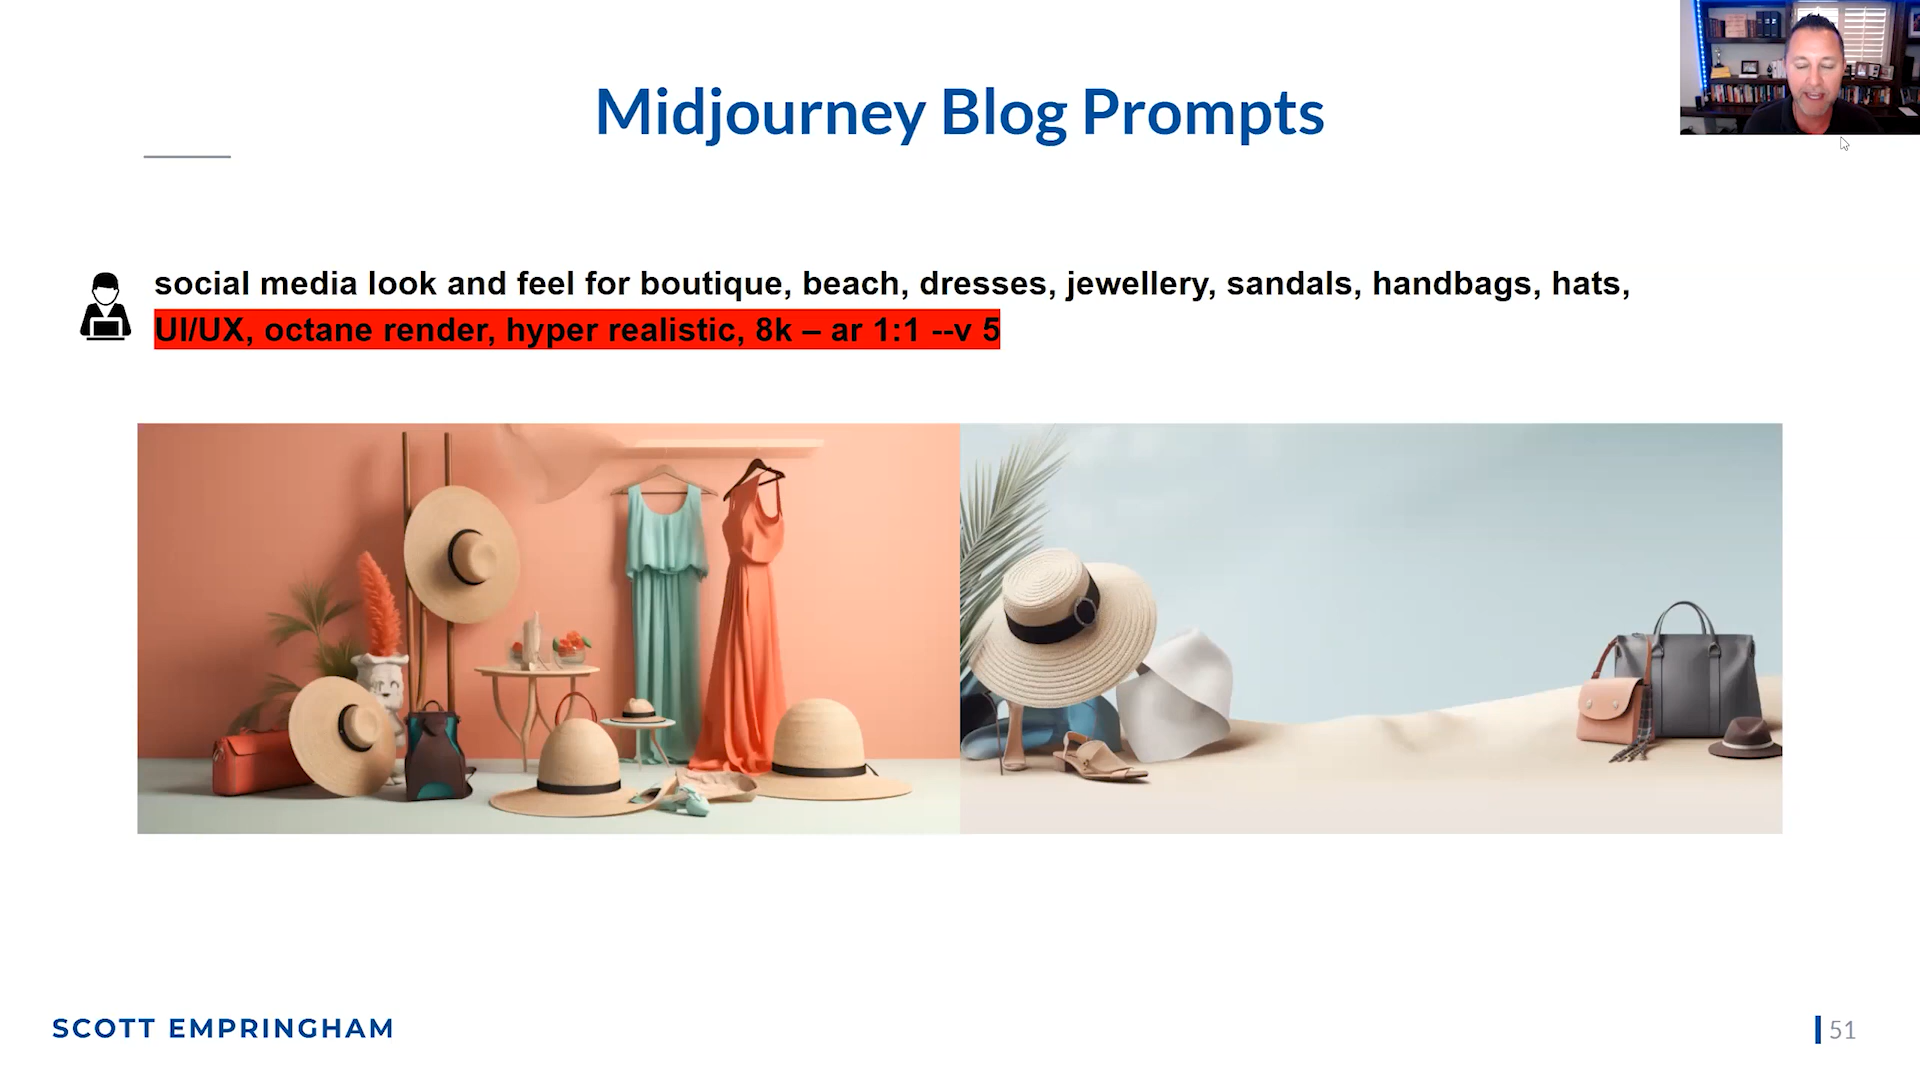 Midjourney Blog Prompts
social media look and feel for boutique, beach, dresses, jewellery, sandals, handbags, hats,
UI/UX, octane render, hyper realistic, 8k – ar 1:1 --v 5
SCOTT EMPRINGHAM
51